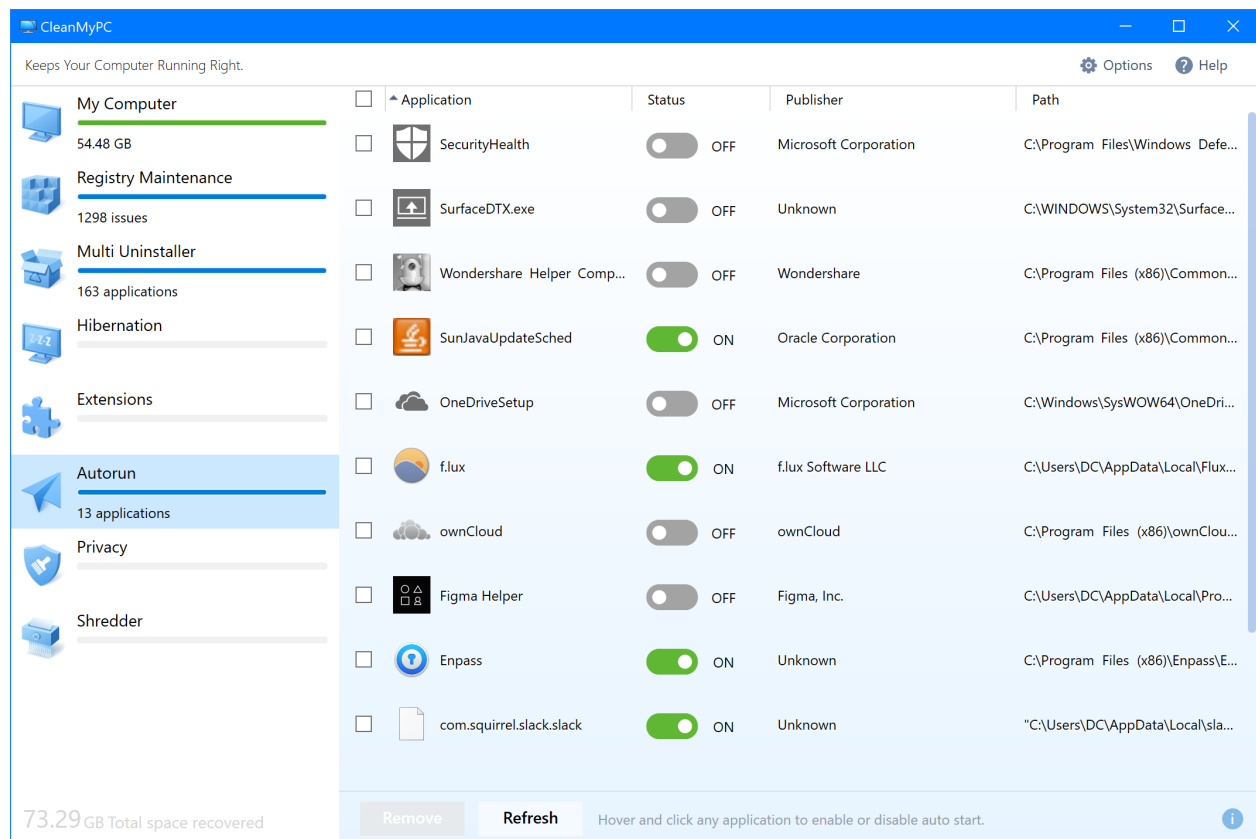 CleanMyPC
Keeps Your Computer Running Right.
Options
Help
My Computer
54.48 GB
Registry Maintenance
1298 issues
Multi Uninstaller
163 applications
Hibernation
Z-Z-Z
Extensions
Autorun
13 applications
Privacy
Shredder
73.29 GB Total space recovered
Application Status Publisher Path
SecurityHealth OFF Microsoft Corporation C:\Program Files\Windows Defe...
SurfaceDTX.exe OFF Unknown C:\WINDOWS\System32\Surface...
Wondershare Helper Comp... OFF Wondershare C:\Program Files (x86)\Common...
SunJavaUpdateSched ON Oracle Corporation C:\Program Files (x86)\Common...
OneDriveSetup OFF Microsoft Corporation C:\Windows\SysWOW64\OneDri...
f.lux ON f.lux Software LLC C:\Users\DC\AppData\Local\Flux...
ownCloud OFF ownCloud C:\Program Files (x86)\ownClou...
Figma Helper OFF Figma, Inc. C:\Users\DC\AppData\Local\Pro...
Enpass ON Unknown C:\Program Files (x86)\Enpass\E...
com.squirrel.slack.slack ON Unknown "C:\Users\DC\AppData\Local\sla...
Remove Refresh Hover and click any application to enable or disable auto start.